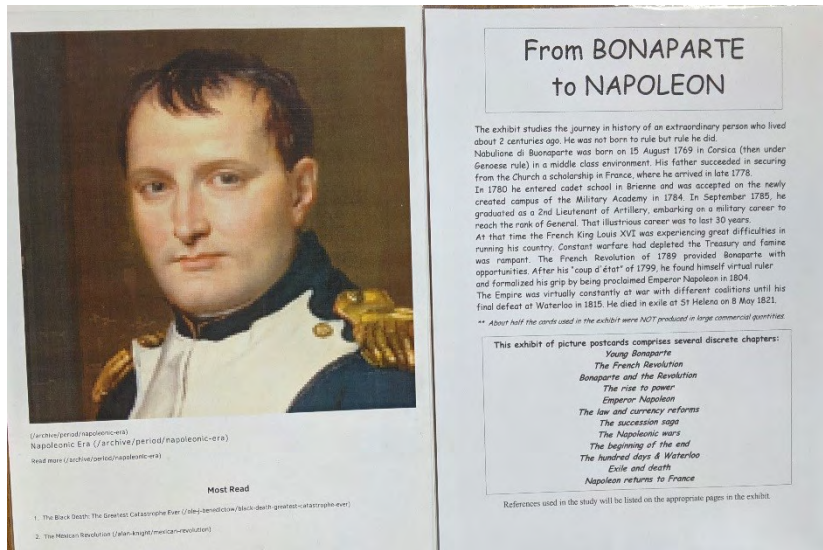 (/archive/period/napoleonic-era)
Napoleonic Era (/archive/period/napoleonic-era)
Read more (/archive/period/napoleonic-era)
Most Read
1. The Black Death: The Greatest Catastrophe Ever (/ole-j-benedictow/black-death-greatest-catastrophe-ever)
2. The Mexican Revolution (/alan-knight/mexican-revolution)
From BONAPARTE
to NAPOLEON
The exhibit studies the journey in history of an extraordinary person who lived
about 2 centuries ago. He was not born to rule but rule he did.
Nabulione di Buonaparte was born on 15 August 1769 in Corsica (then under
Genoese rule) in a middle class environment. His father succeeded in securing
from the Church a scholarship in France, where he arrived in late 1778.
In 1780 he entered cadet school in Brienne and was accepted on the newly
created campus of the Military Academy in 1784. In September 1785, he
graduated as a 2nd Lieutenant of Artillery, embarking on a military career to
reach the rank of General. That illustrious career was to last 30 years.
At that time the French King Louis XVI was experiencing great difficulties in
running his country. Constant warfare had depleted the Treasury and famine
was rampant. The French Revolution of 1789 provided Bonaparte with
opportunities. After his "coup d'état" of 1799, he found himself virtual ruler
and formalized his grip by being proclaimed Emperor Napoleon in 1804.
The Empire was virtually constantly at war with different coalitions until his
final defeat at Waterloo in 1815. He died in exile at St Helena on 8 May 1821.
** About half the cards used in the exhibit were NOT produced in large commercial quantities.
This exhibit of picture postcards comprises several discrete chapters:
Young Bonaparte
The French Revolution
Bonaparte and the Revolution
The rise to power
Emperor Napoleon
The law and currency reforms
The succession saga
The Napoleonic wars
The beginning of the end
The hundred days & Waterloo
Exile and death
Napoleon returns to France
References used in the study will be listed on the appropriate pages in the exhibit.